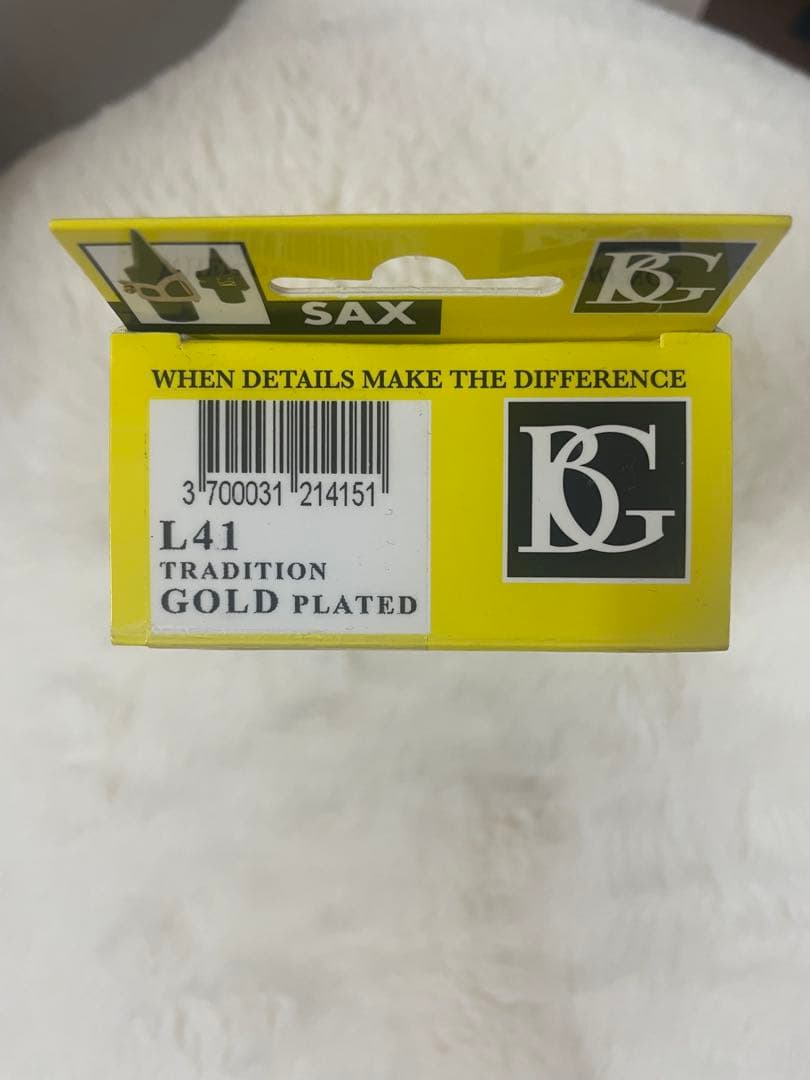 BG
SAX
WHEN DETAILS MAKE THE DIFFERENCE
3 700031 214151
BG
L41
TRADITION
GOLD PLATED